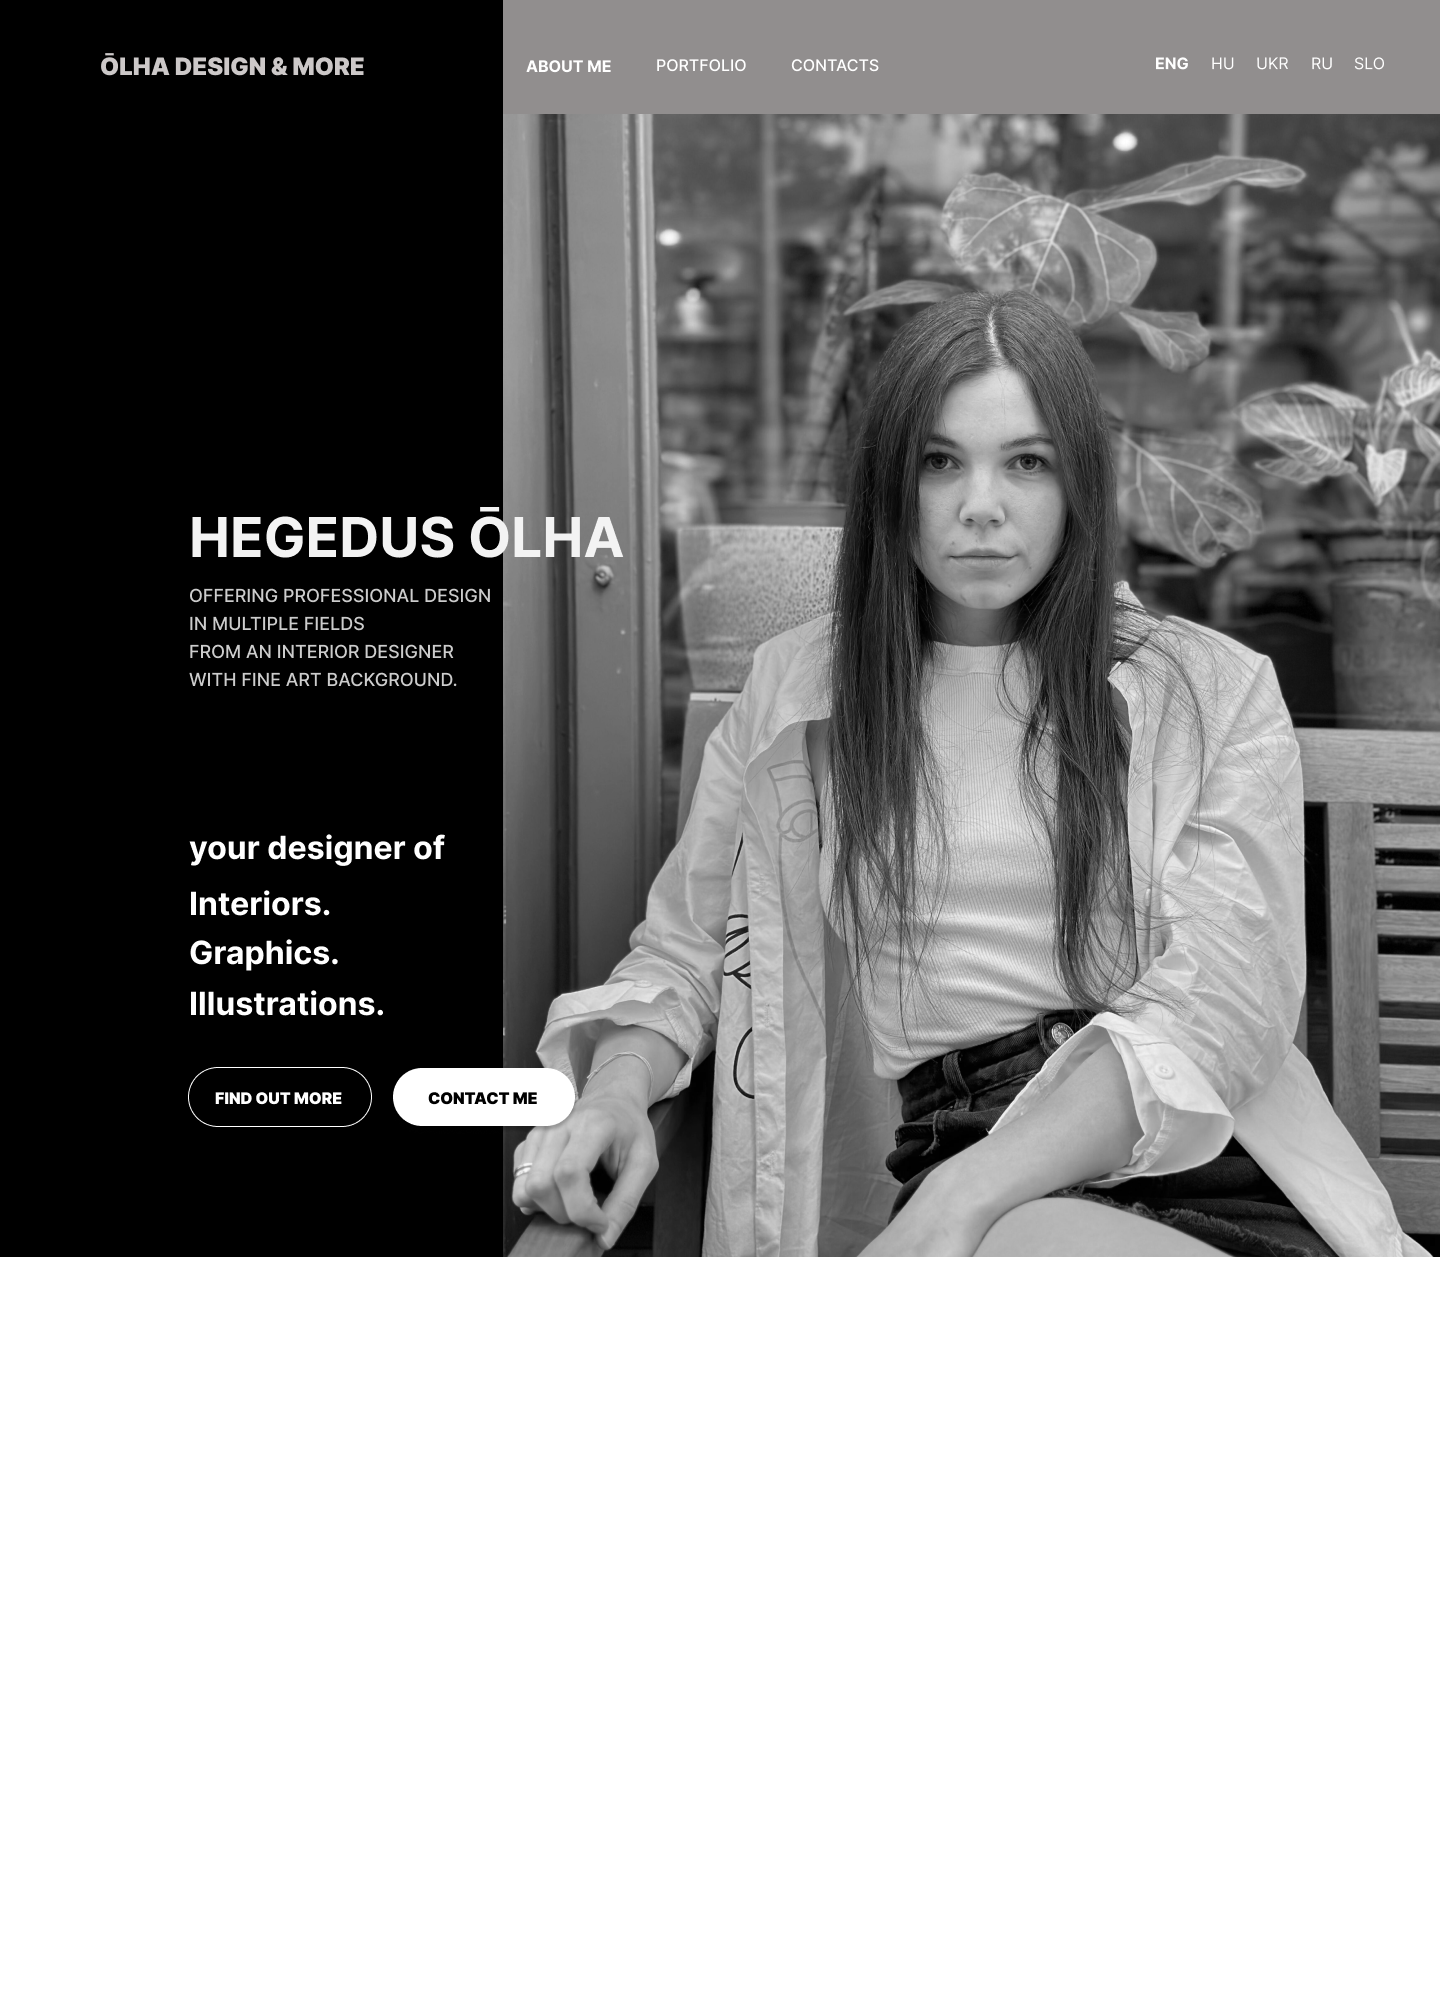 ŌLHA DESIGN & MORE
ABOUT ME PORTFOLIO CONTACTS
ENG HU UKR RU SLO
HEGEDUS ŌLHA
OFFERING PROFESSIONAL DESIGN
IN MULTIPLE FIELDS
FROM AN INTERIOR DESIGNER
WITH FINE ART BACKGROUND.
your designer of
Interiors.
Graphics.
Illustrations.
FIND OUT MORE
CONTACT ME